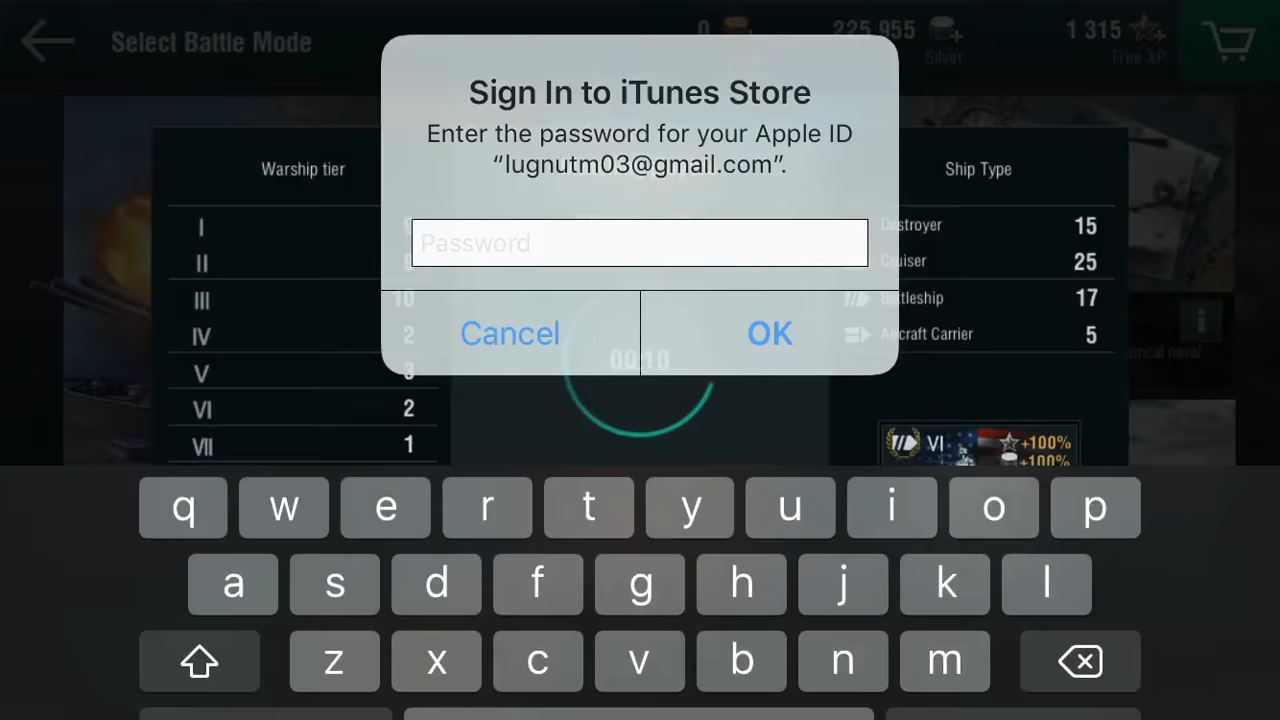 Select Battle Mode
0
225 955
Silver
1 315
Free XP
Sign In to iTunes Store
Enter the password for your Apple ID
“lugnutm03@gmail.com”.
Password
Cancel
OK
Warship tier
I
II
III 10
IV 2
V 3
VI 2
VII 1
00:10
Ship Type
Destroyer 15
Cruiser 25
Battleship 17
Aircraft Carrier 5
VI
+100%
+100%
q w e r t y u i o p
a s d f g h j k l
z x c v b n m